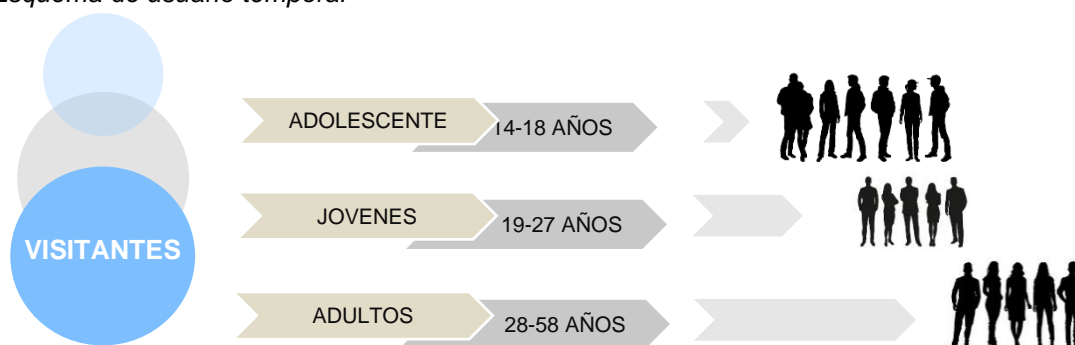 Esquema de usuario temporal
ADOLESCENTE
14-18 AÑOS
JOVENES
19-27 AÑOS
VISITANTES
ADULTOS
28-58 AÑOS